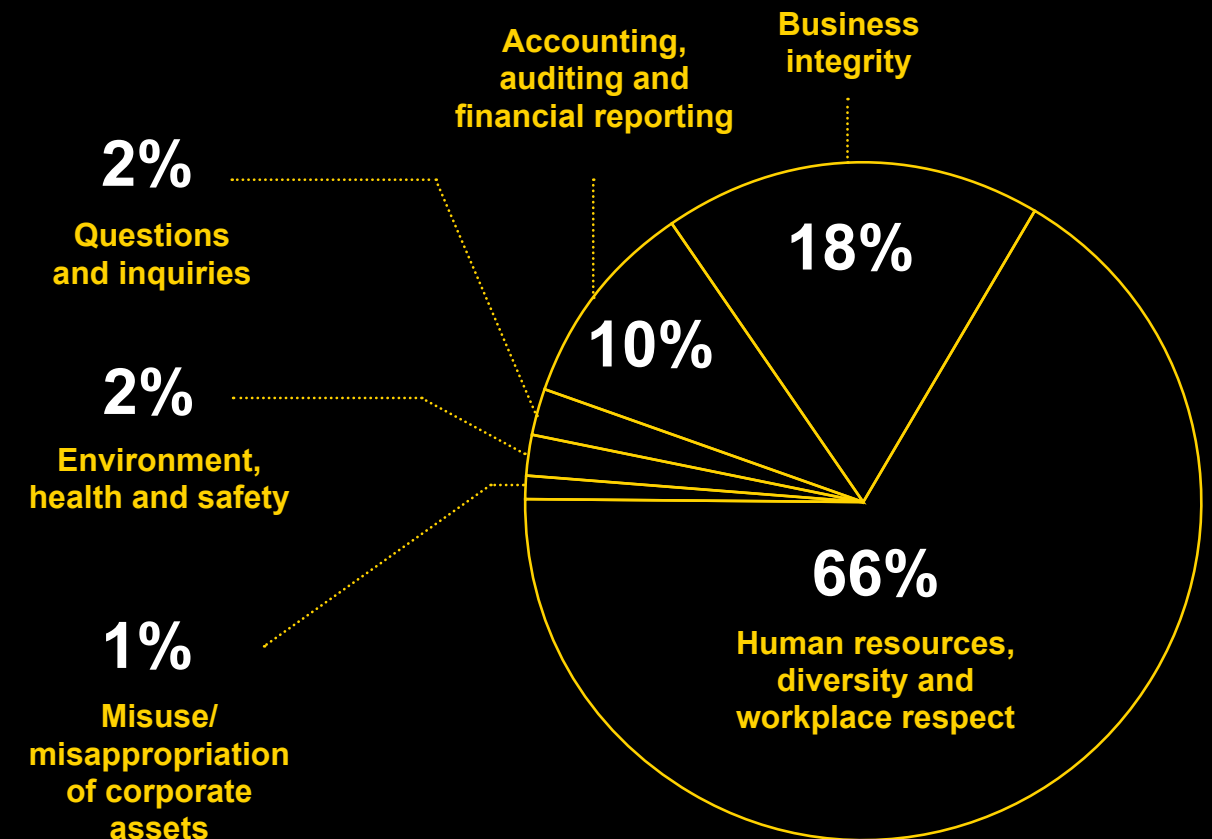 Business
integrity
18%
Accounting,
auditing and
financial reporting
10%
2%
Questions
and inquiries
2%
Environment,
health and safety
1%
Misuse/
misappropriation
of corporate
assets
66%
Human resources,
diversity and
workplace respect